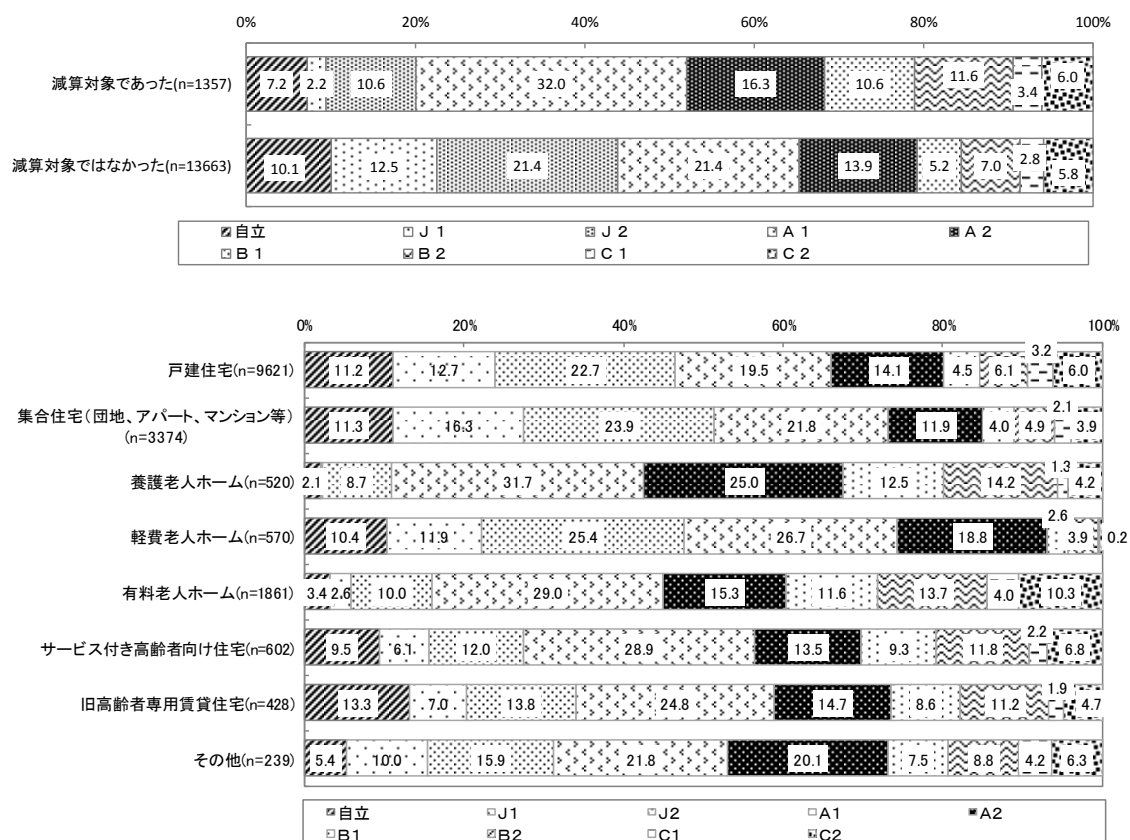 0% 20% 40% 60% 80% 100%
減算対象であった(n=1357) 7.2 2.2 10.6 32.0 16.3 10.6 11.6 3.4 6.0
減算対象ではなかった(n=13663) 10.1 12.5 21.4 21.4 13.9 5.2 7.0 2.8 5.8
自立 Ｊ１ Ｊ２ Ａ１ Ａ２
Ｂ１ Ｂ２ Ｃ１ Ｃ２
0% 20% 40% 60% 80% 100%
戸建住宅(n=9621) 11.2 12.7 22.7 19.5 14.1 4.5 6.1 3.2 6.0
集合住宅（団地、アパート、マンション等）
(n=3374) 11.3 16.3 23.9 21.8 11.9 4.0 4.9 2.1 3.9
養護老人ホーム(n=520) 2.1 8.7 31.7 25.0 12.5 14.2 1.3 4.2
軽費老人ホーム(n=570) 10.4 11.9 25.4 26.7 18.8 2.6 3.9 0.2
有料老人ホーム(n=1861) 3.4 2.6 10.0 29.0 15.3 11.6 13.7 4.0 10.3
サービス付き高齢者向け住宅(n=602) 9.5 6.1 12.0 28.9 13.5 9.3 11.8 2.2 6.8
旧高齢者専用賃貸住宅(n=428) 13.3 7.0 13.8 24.8 14.7 8.6 11.2 1.9 4.7
その他(n=239) 5.4 10.0 15.9 21.8 20.1 7.5 8.8 4.2 6.3
自立 J1 J2 A1 A2
B1 B2 C1 C2